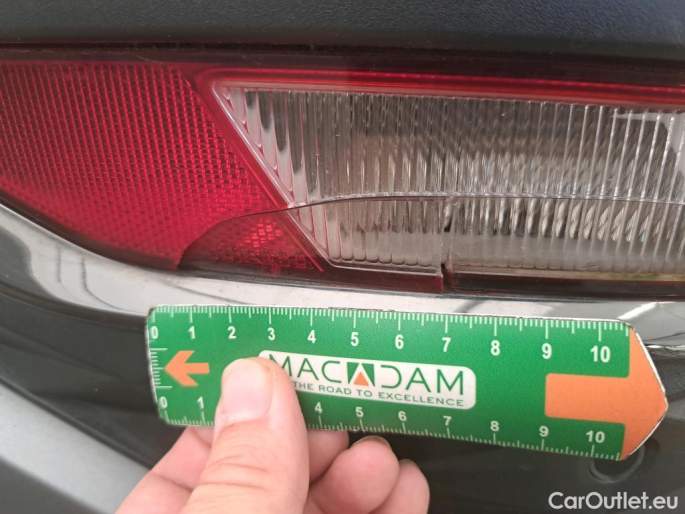 0 1 2 3 4 5 6 7 8 9 10
MACADAM
THE ROAD TO EXCELLENCE
0 1 4 5 6 7 8 9 10
CarOutlet.eu